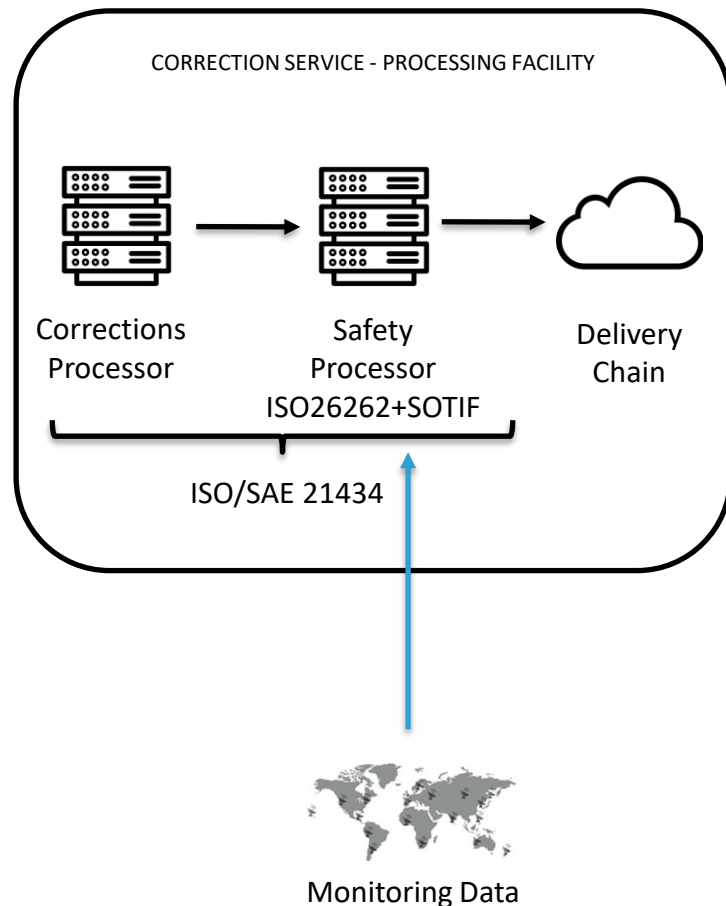 CORRECTION SERVICE - PROCESSING FACILITY
Corrections
Processor
Safety
Processor
ISO26262+SOTIF
Delivery
Chain
ISO/SAE 21434
Monitoring Data